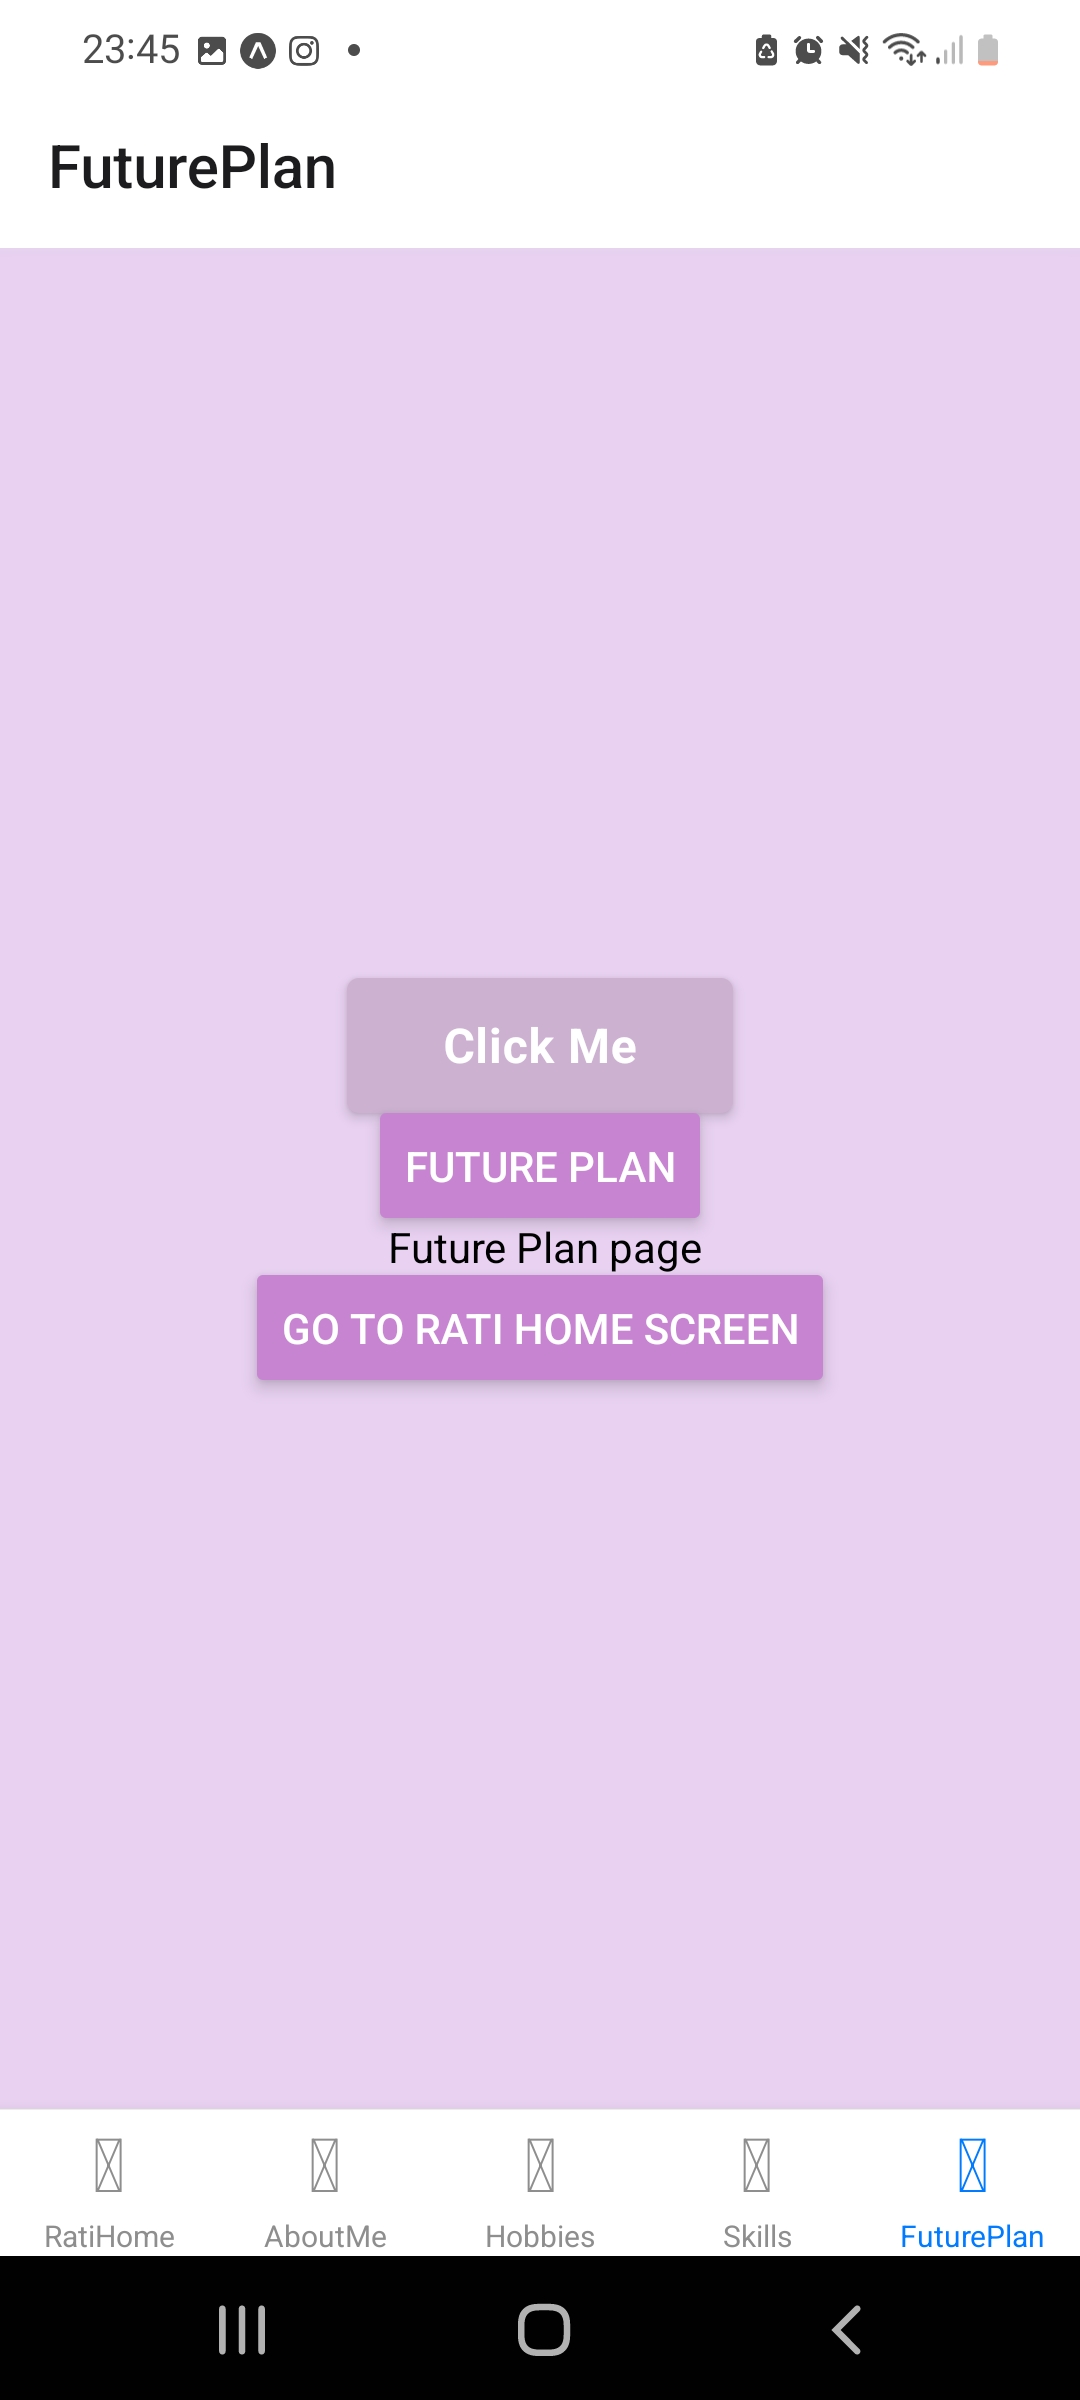 23:45
FuturePlan
Click Me
FUTURE PLAN
Future Plan page
GO TO RATI HOME SCREEN
RatiHome
AboutMe
Hobbies
Skills
FuturePlan